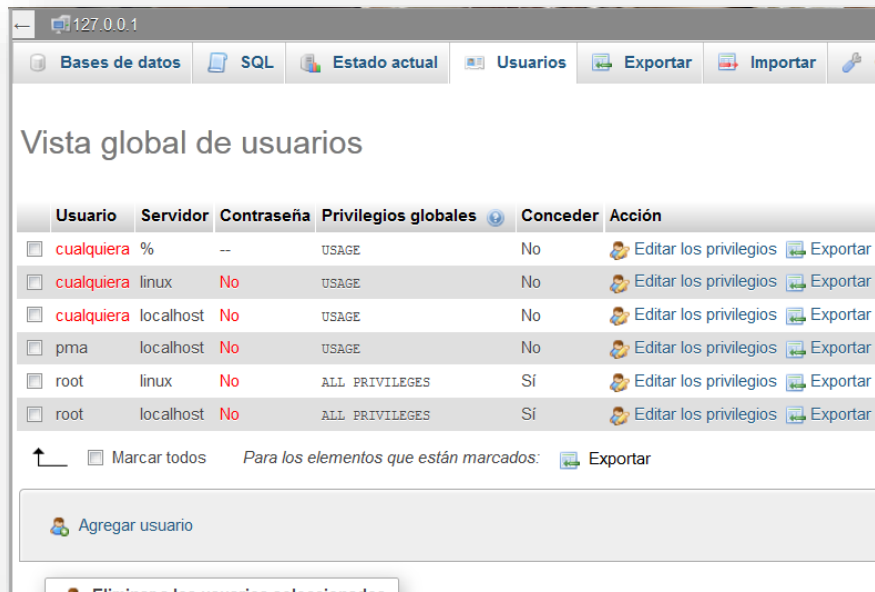 ← 127.0.0.1
Bases de datos SQL Estado actual Usuarios Exportar Importar
Vista global de usuarios
Usuario Servidor Contraseña Privilegios globales Conceder Acción
cualquiera % -- USAGE No Editar los privilegios Exportar
cualquiera linux No USAGE No Editar los privilegios Exportar
cualquiera localhost No USAGE No Editar los privilegios Exportar
pma localhost No USAGE No Editar los privilegios Exportar
root linux No ALL PRIVILEGES Sí Editar los privilegios Exportar
root localhost No ALL PRIVILEGES Sí Editar los privilegios Exportar
Marcar todos Para los elementos que están marcados: Exportar
Agregar usuario
Eliminar a los usuarios seleccionados